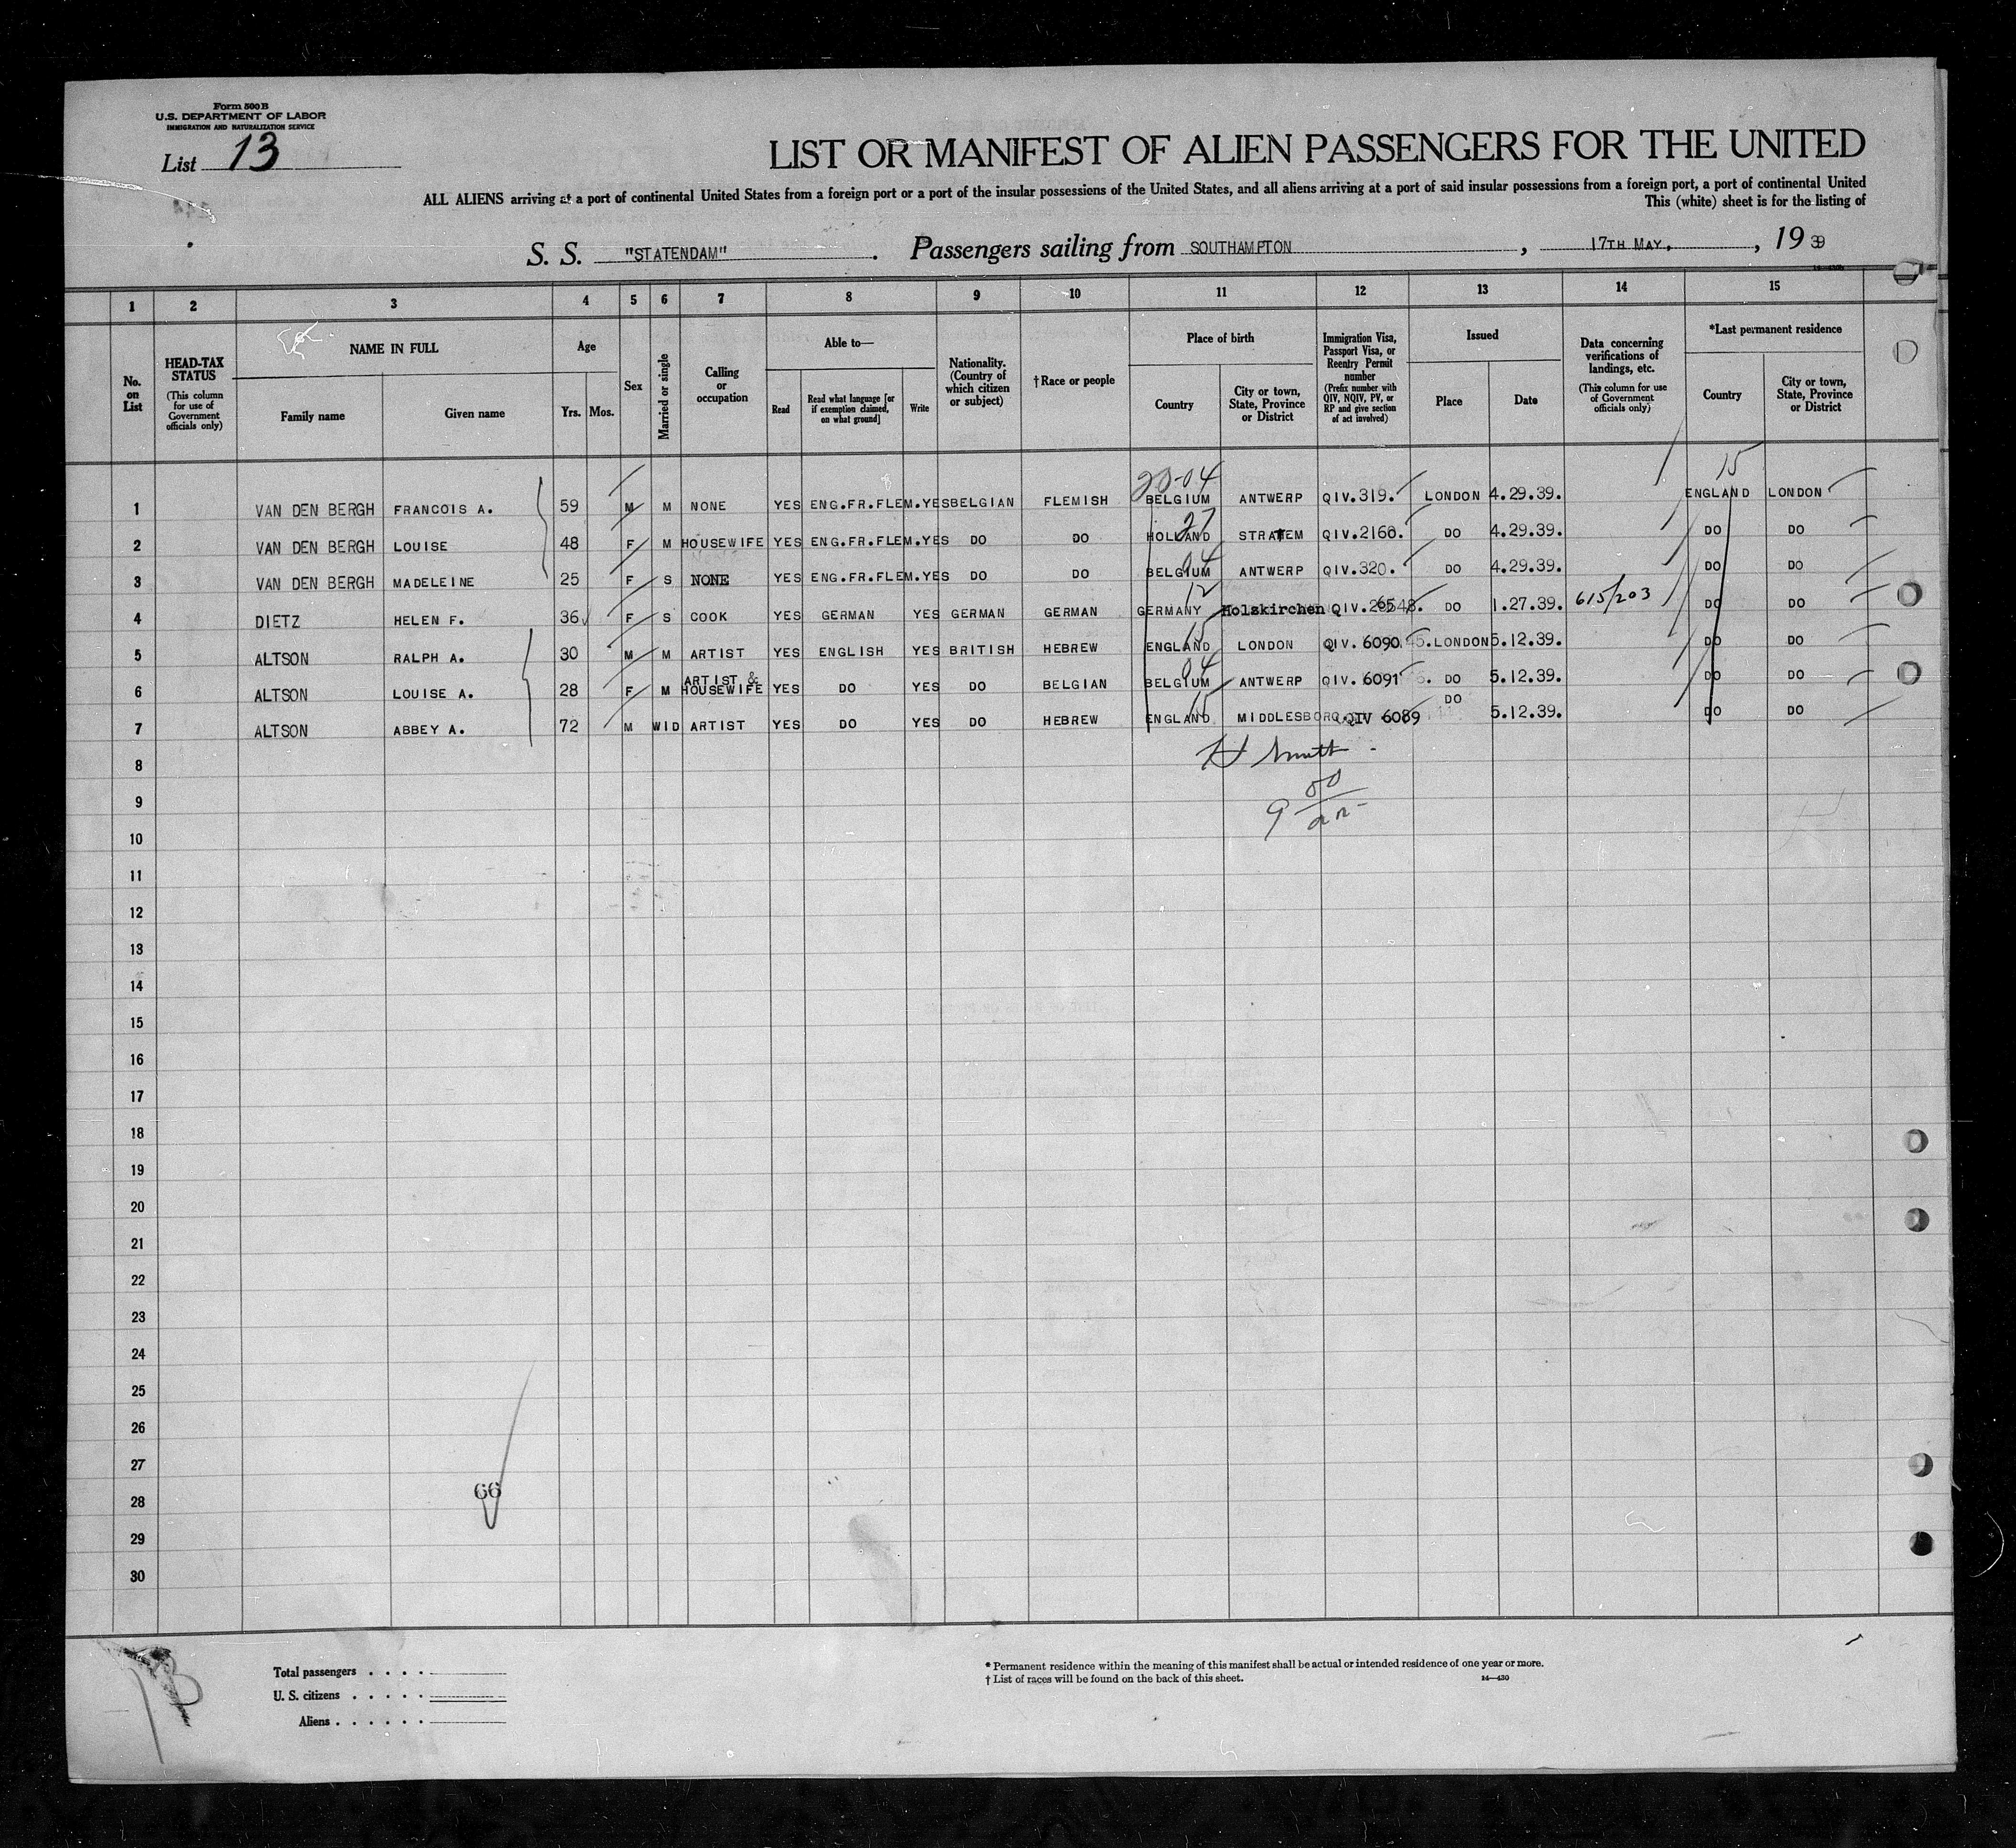 Form 500 B
U.S. DEPARTMENT OF LABOR
IMMIGRATION AND NATURALIZATION SERVICE
List 13
LIST OR MANIFEST OF ALIEN PASSENGERS FOR THE UNITED
ALL ALIENS arriving at a port of continental United States from a foreign port or a port of the insular possessions of the United States, and all aliens arriving at a port of said insular possessions from a foreign port, a port of continental United
This (white) sheet is for the listing of
S. S. "STATENDAM". Passengers sailing from SOUTHAMPTON, 17TH MAY, , 19 39
1 2 3 4 5 6 7 8 9 10 11 12 13 14 15
No. on List
HEAD-TAX STATUS (This column for use of Government officials only)
NAME IN FULL
Family name Given name
Age
Yrs. Mos.
Sex
Married or single
Calling or occupation
Able to—
Read Read what language [or if exemption claimed, on what ground] Write
Nationality. (Country of which citizen or subject)
†Race or people
Place of birth
Country City or town, State, Province or District
Immigration Visa, Passport Visa, or Reentry Permit number (Prefix number with QIV, NQIV, PV, or RP and give section of act involved)
Issued
Place Date
Data concerning verifications of landings, etc. (This column for use of Government officials only)
*Last permanent residence
Country City or town, State, Province or District
20-04 15
1 VAN DEN BERGH FRANCOIS A. 59 M M NONE YES ENG.FR.FLEM. YES BELGIAN FLEMISH BELGIUM ANTWERP QIV.319. LONDON 4.29.39. ENGLAND LONDON
2 VAN DEN BERGH LOUISE 48 F M HOUSEWIFE YES ENG.FR.FLEM. YES DO DO HOLLAND 27 STRATEM QIV.2160. DO 4.29.39. DO DO
3 VAN DEN BERGH MADELEINE 25 F S NONE YES ENG.FR.FLEM. YES DO DO BELGIUM 04 ANTWERP QIV.320. DO 4.29.39. DO DO
4 DIETZ HELEN F. 36 F S COOK YES GERMAN YES GERMAN GERMAN GERMANY 12 Holskirchen QIV. 26548. DO 1.27.39. 615/203 DO DO
5 ALTSON RALPH A. 30 M M ARTIST YES ENGLISH YES BRITISH HEBREW ENGLAND 15 LONDON QIV. 6090 LONDON 5.12.39. DO DO
6 ALTSON LOUISE A. 28 F M ARTIST & HOUSEWIFE YES DO YES DO BELGIAN BELGIUM 04 ANTWERP QIV. 6091 DO 5.12.39. DO DO
7 ALTSON ABBEY A. 72 M WID ARTIST YES DO YES DO HEBREW ENGLAND 15 MIDDLESBORO. QIV 6089 DO 5.12.39. DO DO
8 H Smith
9
10
11
12
13
14
15
16
17
18
19
20
21
22
23
24
25
26
27
28 66
29
30
Total passengers . . . .
U. S. citizens . . . . .
Aliens . . . . . .
* Permanent residence within the meaning of this manifest shall be actual or intended residence of one year or more.
† List of races will be found on the back of this sheet. 14—430